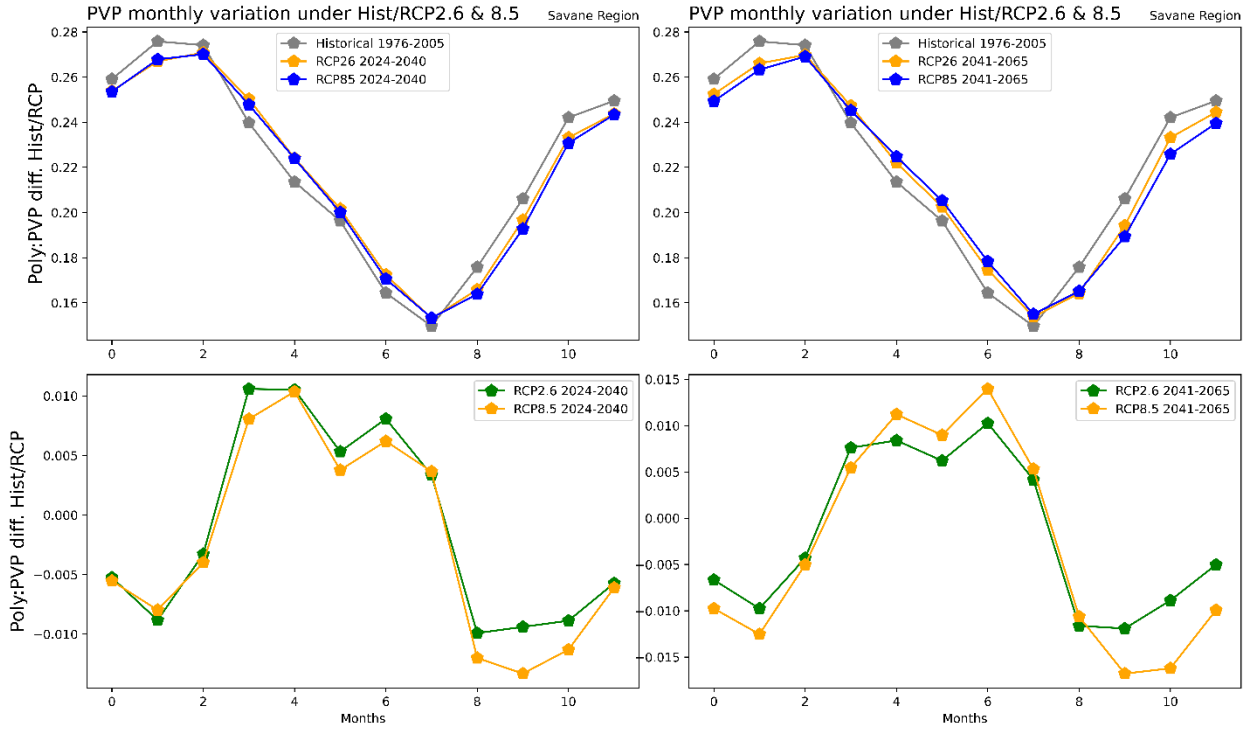 PVP monthly variation under Hist/RCP2.6 & 8.5 Savane Region
Poly:PVP diff. Hist/RCP
0.28
0.26
0.24
0.22
0.20
0.18
0.16
Historical 1976-2005
RCP26 2024-2040
RCP85 2024-2040
0 2 4 6 8 10
Months
PVP monthly variation under Hist/RCP2.6 & 8.5 Savane Region
0.28
0.26
0.24
0.22
0.20
0.18
0.16
Historical 1976-2005
RCP26 2041-2065
RCP85 2041-2065
0 2 4 6 8 10
Months
Poly:PVP diff. Hist/RCP
0.010
0.005
0.000
−0.005
−0.010
RCP2.6 2024-2040
RCP8.5 2024-2040
0 2 4 6 8 10
Months
0.015
0.010
0.005
0.000
−0.005
−0.010
−0.015
RCP2.6 2041-2065
RCP8.5 2041-2065
0 2 4 6 8 10
Months